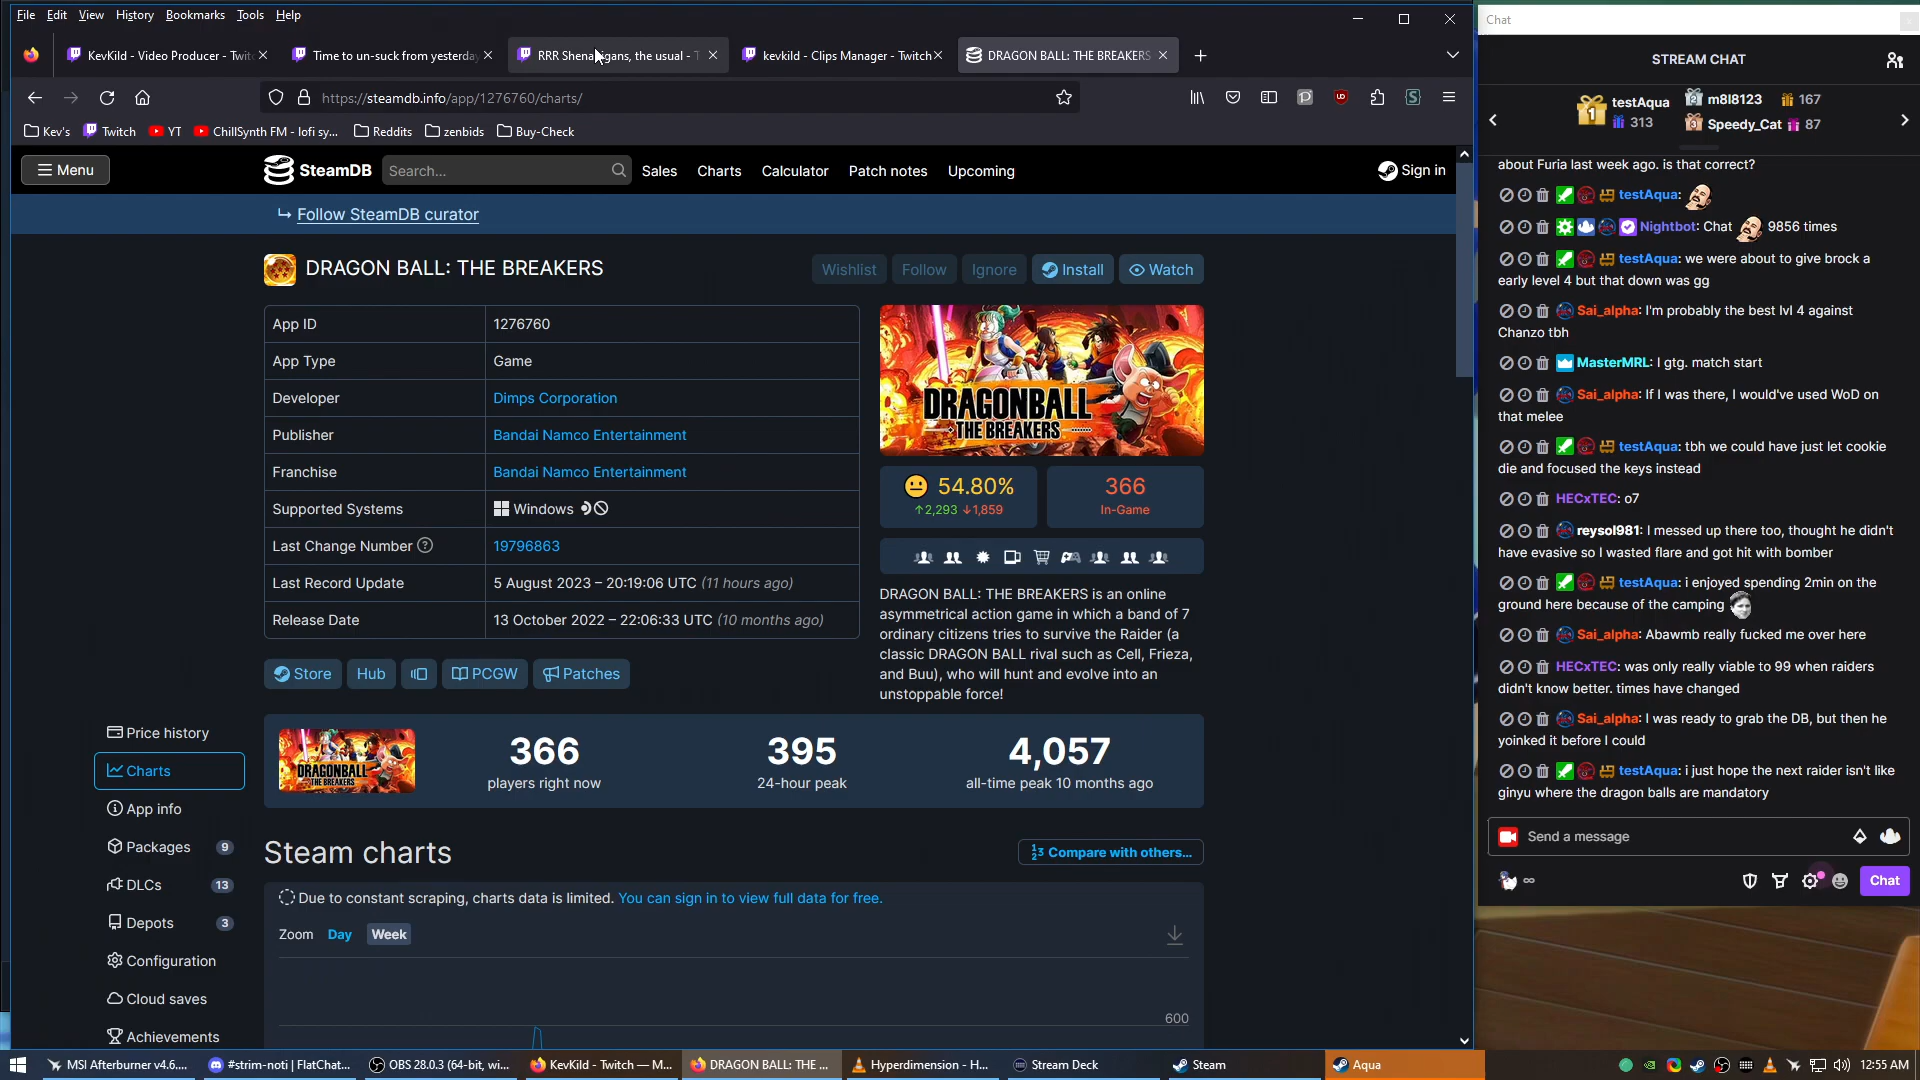 File Edit View History Bookmarks Tools Help
KevKild - Video Producer - Twit
Time to un-suck from yesterda
RRR Shenanigans, the usual - T
kevkild - Clips Manager - Twitch
DRAGON BALL: THE BREAKERS
https://steamdb.info/app/1276760/charts/
Kev's Twitch YT ChillSynth FM - lofi sy... Reddits zenbids Buy-Check
Menu
SteamDB
Search...
Sales Charts Calculator Patch notes Upcoming
Sign in
Follow SteamDB curator
DRAGON BALL: THE BREAKERS
Wishlist Follow Ignore Install Watch
App ID 1276760
App Type Game
Developer Dimps Corporation
Publisher Bandai Namco Entertainment
Franchise Bandai Namco Entertainment
Supported Systems Windows
Last Change Number 19796863
Last Record Update 5 August 2023 – 20:19:06 UTC (11 hours ago)
Release Date 13 October 2022 – 22:06:33 UTC (10 months ago)
DRAGONBALL
THE BREAKERS
54.80%
↑2,293 ↓1,859
366
In-Game
DRAGON BALL: THE BREAKERS is an online
asymmetrical action game in which a band of 7
ordinary citizens tries to survive the Raider (a
classic DRAGON BALL rival such as Cell, Frieza,
and Buu), who will hunt and evolve into an
unstoppable force!
Store Hub PCGW Patches
Price history
Charts
App info
Packages 9
DLCs 13
Depots 3
Configuration
Cloud saves
Achievements
DRAGONBALL
THE BREAKERS
366
players right now
395
24-hour peak
4,057
all-time peak 10 months ago
Steam charts
Compare with others...
Due to constant scraping, charts data is limited. You can sign in to view full data for free.
Zoom Day Week
600
Chat
STREAM CHAT
1 testAqua 313
2 m8l8123 167
3 Speedy_Cat 87
about Furia last week ago. is that correct?
testAqua:
Nightbot: Chat 9856 times
testAqua: we were about to give brock a
early level 4 but that down was gg
Sai_alpha: I'm probably the best lvl 4 against
Chanzo tbh
MasterMRL: I gtg. match start
Sai_alpha: If I was there, I would've used WoD on
that melee
testAqua: tbh we could have just let cookie
die and focused the keys instead
HECxTEC: o7
reysol981: I messed up there too, thought he didn't
have evasive so I wasted flare and got hit with bomber
testAqua: i enjoyed spending 2min on the
ground here because of the camping
Sai_alpha: Abawmb really fucked me over here
HECxTEC: was only really viable to 99 when raiders
didn't know better. times have changed
Sai_alpha: I was ready to grab the DB, but then he
yoinked it before I could
testAqua: i just hope the next raider isn't like
ginyu where the dragon balls are mandatory
Send a message
∞
Chat
MSI Afterburner v4.6....
#strim-noti | FlatChat...
OBS 28.0.3 (64-bit, wi...
KevKild - Twitch — M...
DRAGON BALL: THE ...
Hyperdimension - H...
Stream Deck
Steam
Aqua
12:55 AM